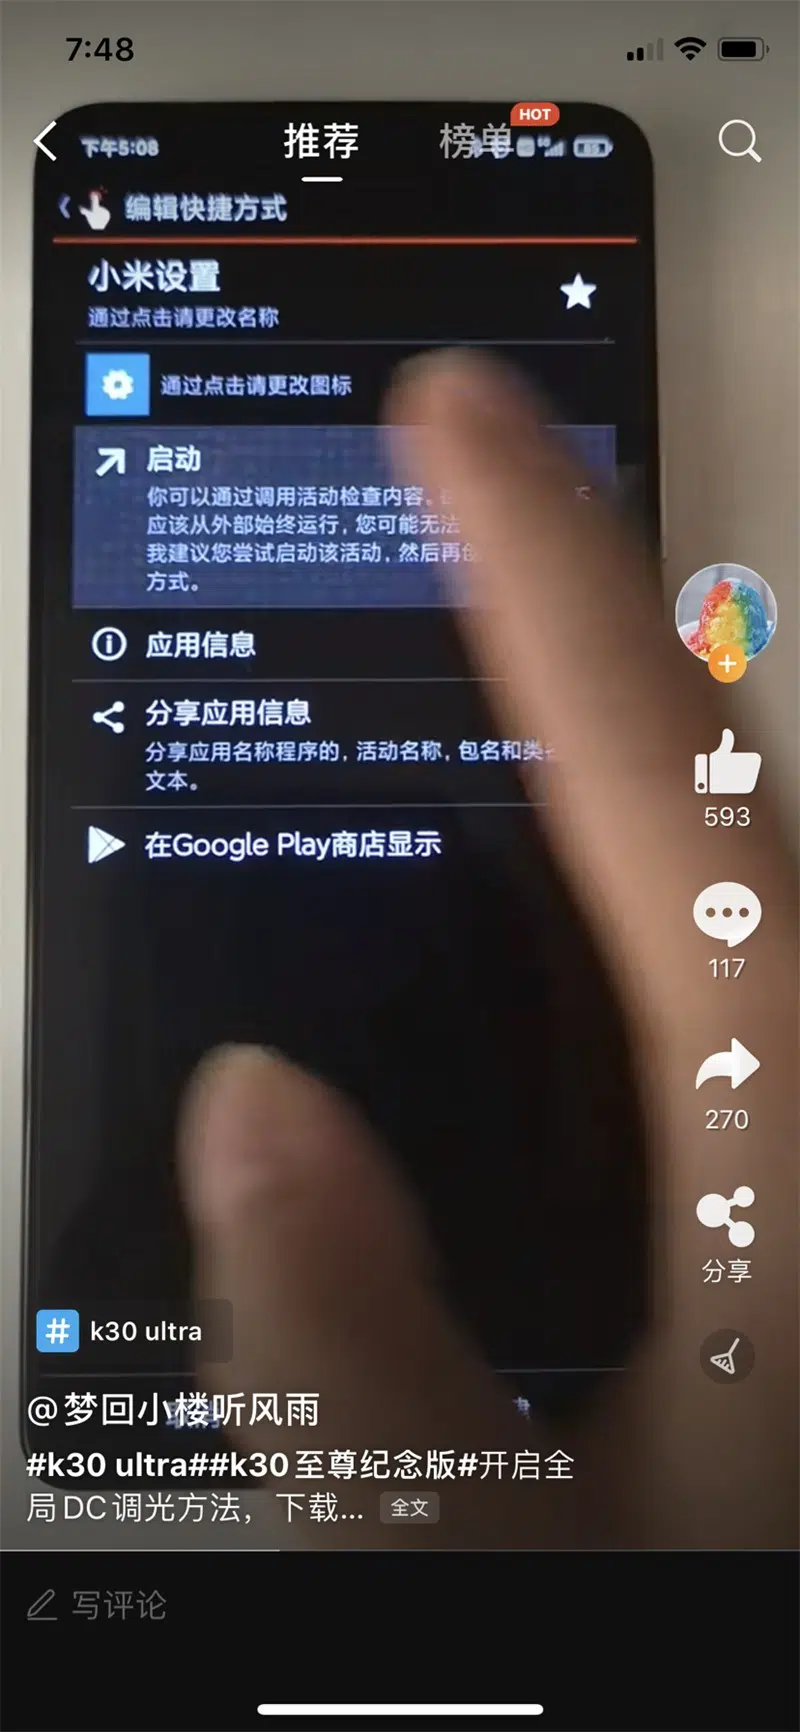 7:48
HOT
下午5:08
推荐
榜单
编辑快捷方式
小米设置
通过点击请更改名称
通过点击请更改图标
启动
你可以通过调用活动检查内容。
应该从外部始终运行，您可能无法
我建议您尝试启动该活动，然后再
方式。
应用信息
分享应用信息
分享应用名称程序的，活动名称，包名和类
文本。
在Google Play商店显示
593
117
270
分享
# k30 ultra
@梦回小楼听风雨
#k30 ultra##k30至尊纪念版#开启全
局DC调光方法，下载... 全文
写评论